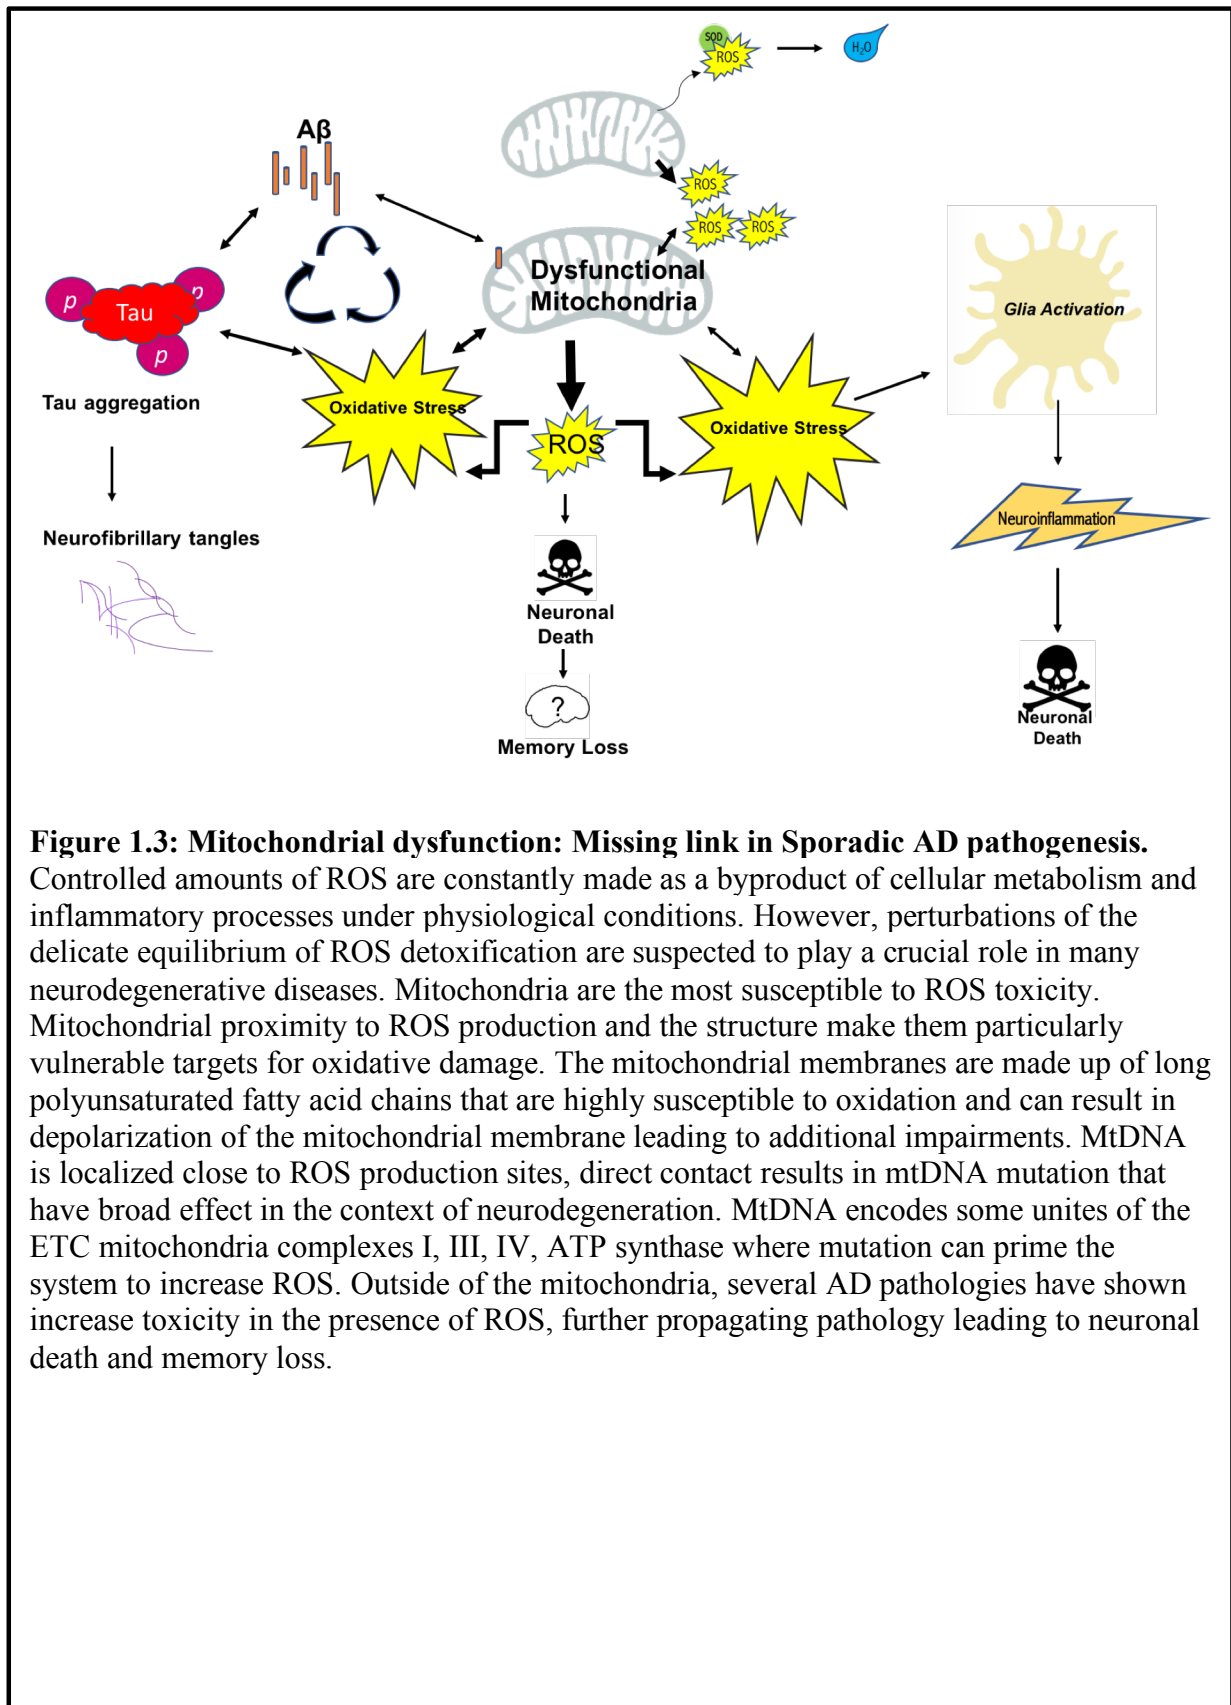 SOD
ROS
H₂O
Aβ
ROS
ROS
ROS
Dysfunctional
Mitochondria
Glia Activation
p
p
Tau
p
Tau aggregation
Oxidative Stress
ROS
Oxidative Stress
Neuroinflammation
Neurofibrillary tangles
Neuronal
Death
?
Memory Loss
Neuronal
Death
Figure 1.3: Mitochondrial dysfunction: Missing link in Sporadic AD pathogenesis.
Controlled amounts of ROS are constantly made as a byproduct of cellular metabolism and
inflammatory processes under physiological conditions. However, perturbations of the
delicate equilibrium of ROS detoxification are suspected to play a crucial role in many
neurodegenerative diseases. Mitochondria are the most susceptible to ROS toxicity.
Mitochondrial proximity to ROS production and the structure make them particularly
vulnerable targets for oxidative damage. The mitochondrial membranes are made up of long
polyunsaturated fatty acid chains that are highly susceptible to oxidation and can result in
depolarization of the mitochondrial membrane leading to additional impairments. MtDNA
is localized close to ROS production sites, direct contact results in mtDNA mutation that
have broad effect in the context of neurodegeneration. MtDNA encodes some unites of the
ETC mitochondria complexes I, III, IV, ATP synthase where mutation can prime the
system to increase ROS. Outside of the mitochondria, several AD pathologies have shown
increase toxicity in the presence of ROS, further propagating pathology leading to neuronal
death and memory loss.